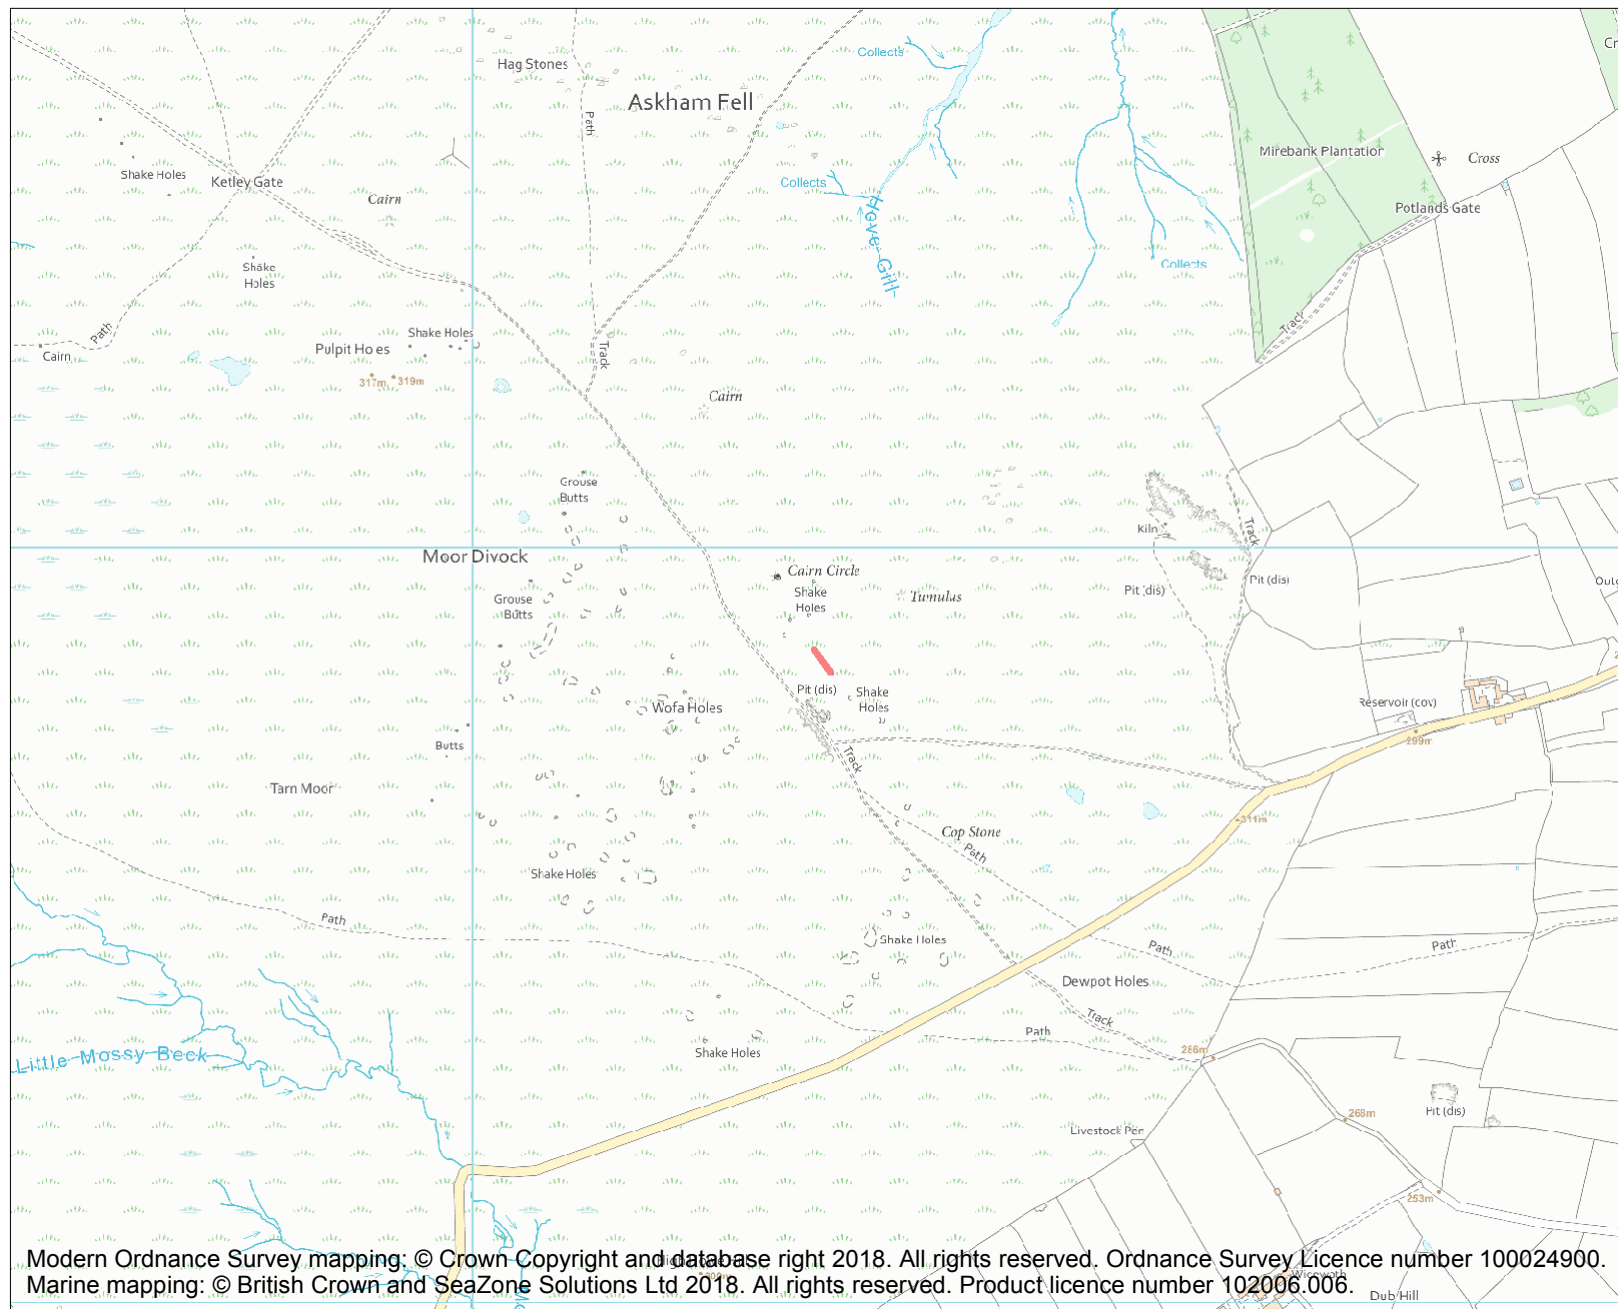 Hag Stones
Collects
Askham Fell
Path
Mirebank Plantation
Cross
Shake Holes
Ketley Gate
Collects
Cairn
Hove Gill
Potlands Gate
Shake
Holes
Collects
Path
Track
Shake Holes
Pulpit Holes
Cairn
Track
317m
319m
Cairn
Grouse
Butts
Kiln
Track
Moor Divock
Cairn Circle
Shake
Holes
Tumulus
Pit (dis)
Pit (dis)
Grouse
Butts
Pit (dis)
Shake
Holes
Wofa Holes
Reservoir (cov)
299m
Butts
Track
Tarn Moor
311m
Cop Stone
Path
Shake Holes
Path
Shake Holes
Path
Path
Dewpot Holes
Track
Path
Little Mossy Beck
Shake Holes
286m
268m
Pit (dis)
Livestock Pen
253m
Modern Ordnance Survey mapping: © Crown Copyright and database right 2018. All rights reserved. Ordnance Survey Licence number 100024900.
Marine mapping: © British Crown and SeaZone Solutions Ltd 2018. All rights reserved. Product licence number 102006.006.
Dub Hill